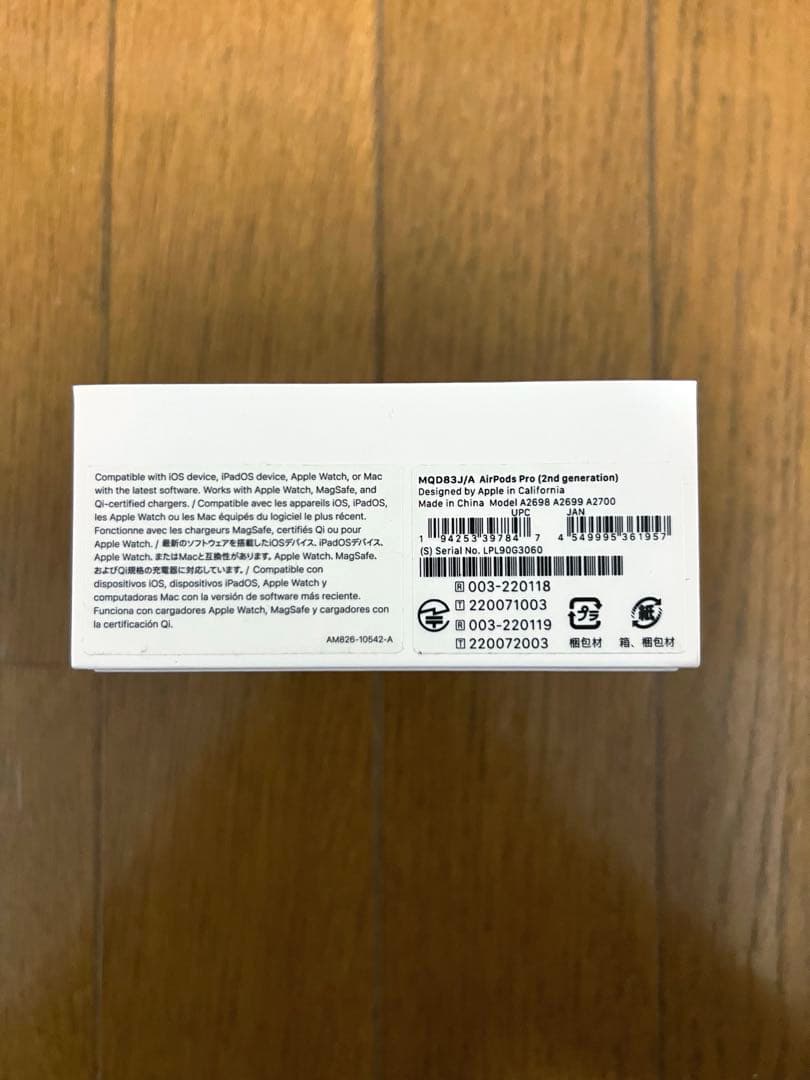 Compatible with iOS device, iPadOS device, Apple Watch, or Mac
with the latest software. Works with Apple Watch, MagSafe, and
Qi-certified chargers. / Compatible avec les appareils iOS, iPadOS,
les Apple Watch ou les Mac équipés du logiciel le plus récent.
Fonctionne avec les chargeurs MagSafe, certifiés Qi ou pour
Apple Watch. / 最新のソフトウェアを搭載したiOSデバイス、iPadOSデバイス、
Apple Watch、またはMacと互換性があります。Apple Watch、MagSafe、
およびQi規格の充電器に対応しています。/ Compatible con
dispositivos iOS, dispositivos iPadOS, Apple Watch y
computadoras Mac con la versión de software más reciente.
Funciona con cargadores Apple Watch, MagSafe y cargadores con
la certificación Qi.
AM826-10542-A
MQD83J/A AirPods Pro (2nd generation)
Designed by Apple in California
Made in China Model A2698 A2699 A2700
UPC JAN
1 94253 39784 7 4 549995 361957
(S) Serial No. LPL90G3060
R 003-220118
T 220071003
R 003-220119
T 220072003
プラ
梱包材
紙
箱、梱包材